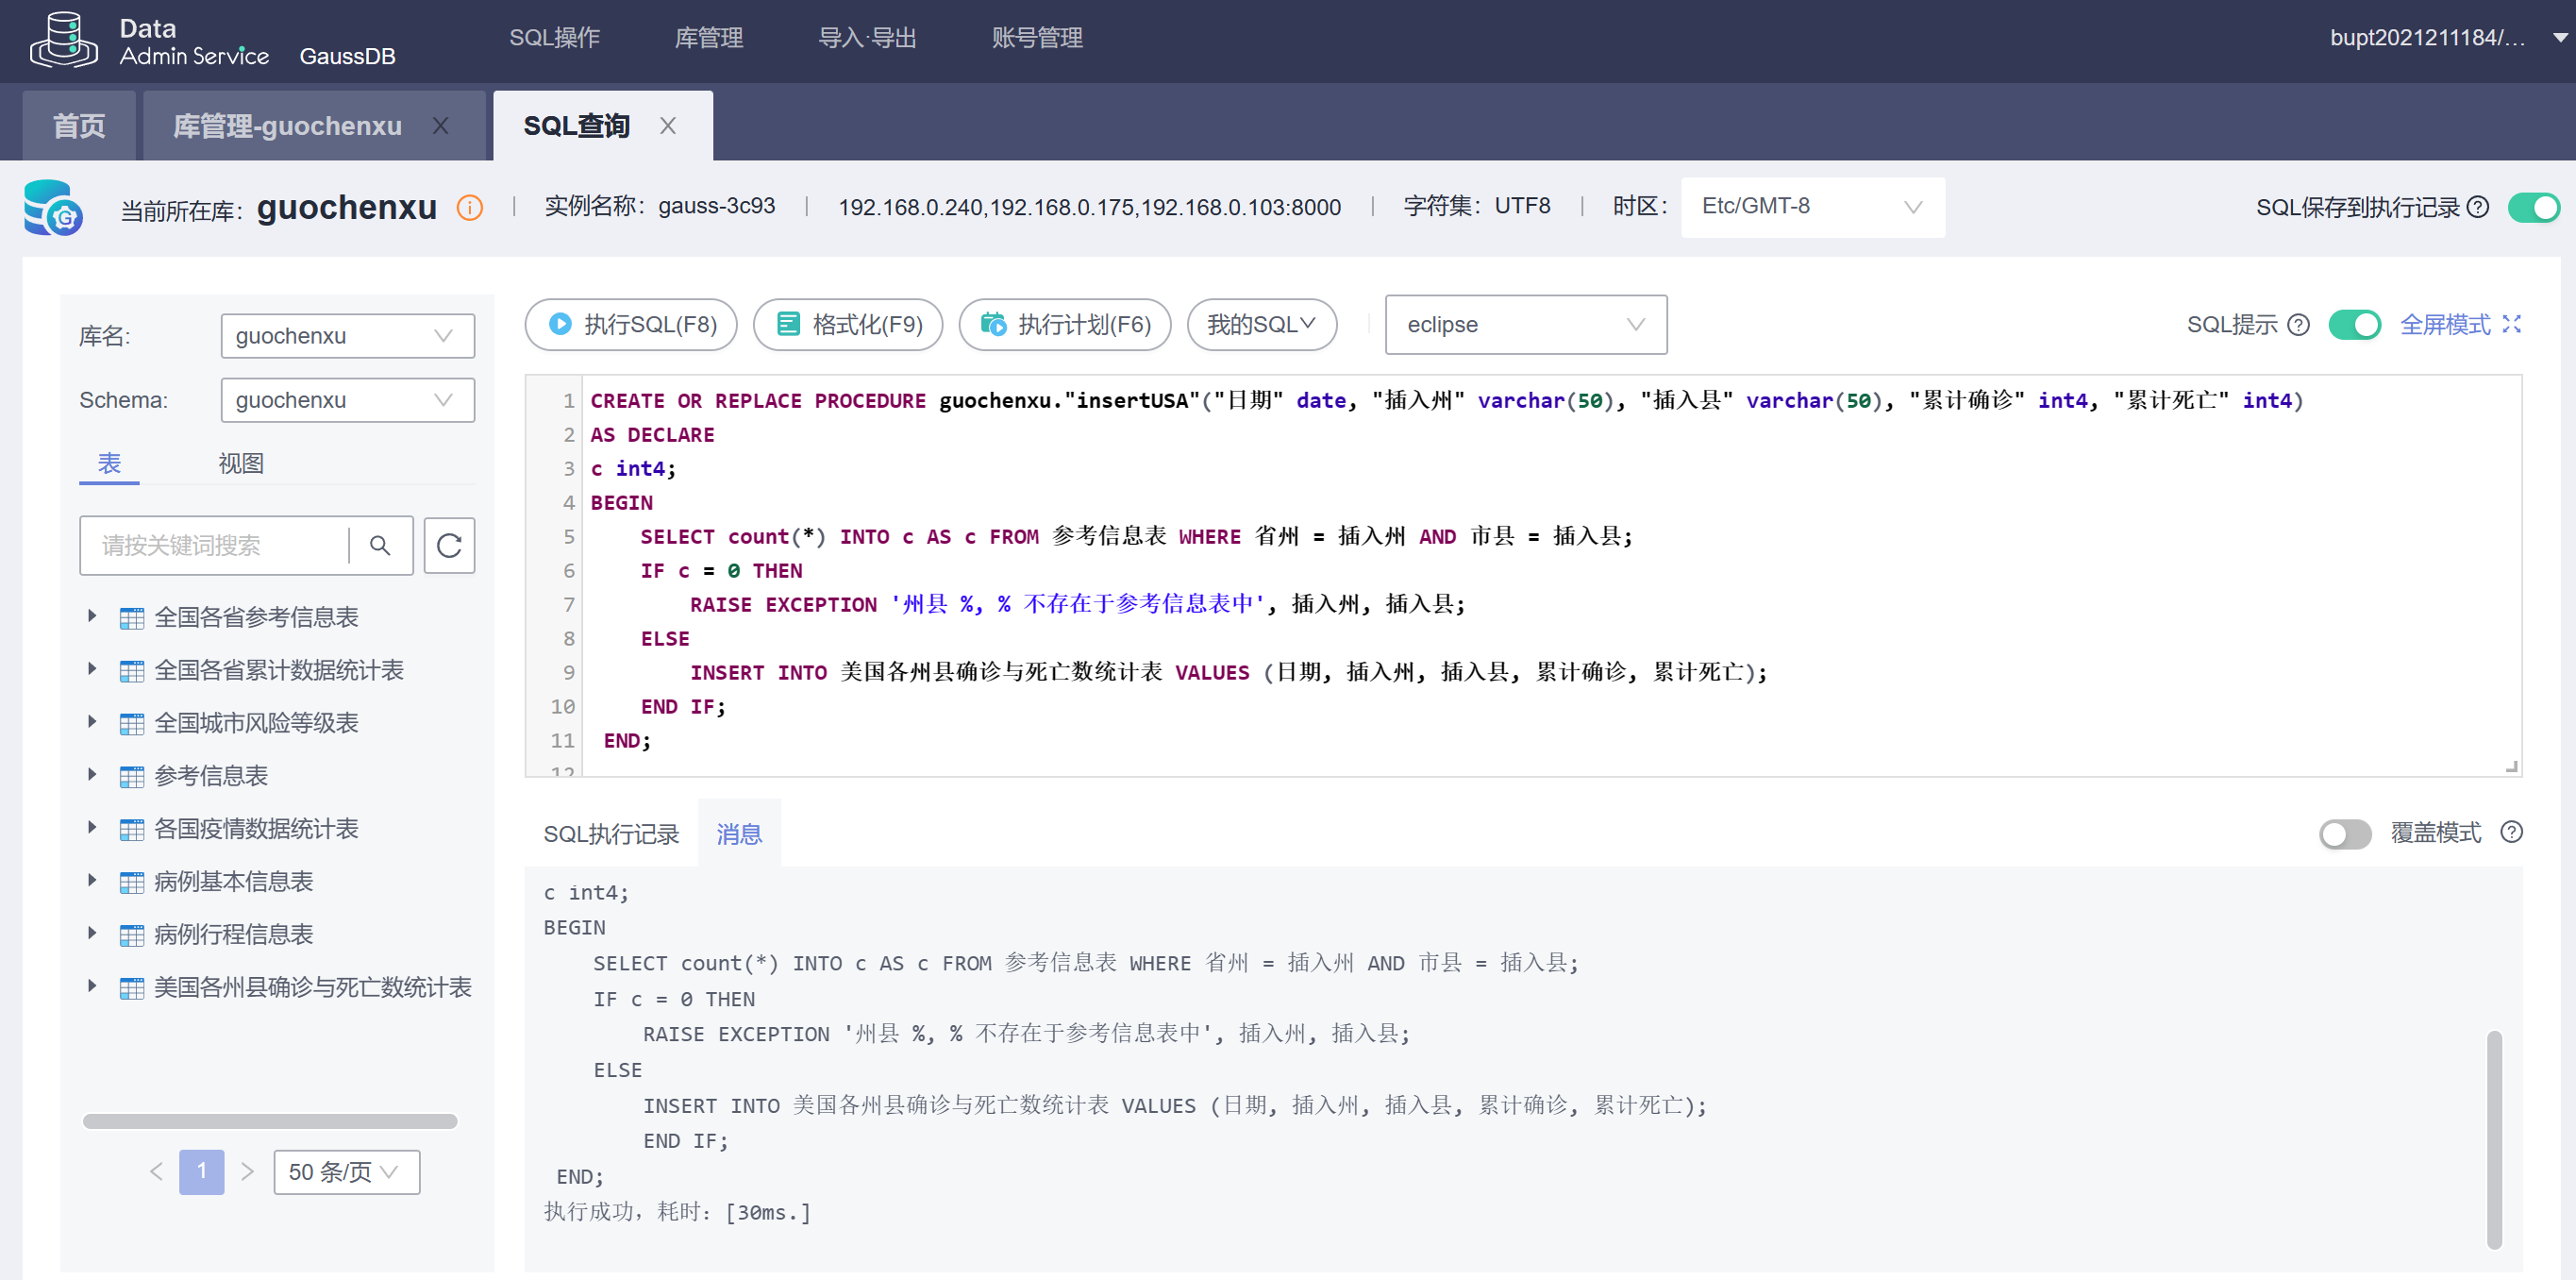 Data
Admin Service
GaussDB
SQL操作
库管理
导入·导出
账号管理
bupt2021211184/...
首页
库管理-guochenxu
SQL查询
当前所在库: guochenxu
实例名称: gauss-3c93
192.168.0.240,192.168.0.175,192.168.0.103:8000
字符集: UTF8
时区:
Etc/GMT-8
SQL保存到执行记录
库名:
guochenxu
Schema:
guochenxu
表
视图
请按关键词搜索
全国各省参考信息表
全国各省累计数据统计表
全国城市风险等级表
参考信息表
各国疫情数据统计表
病例基本信息表
病例行程信息表
美国各州县确诊与死亡数统计表
1
50 条/页
执行SQL(F8)
格式化(F9)
执行计划(F6)
我的SQL
eclipse
SQL提示
全屏模式
1 CREATE OR REPLACE PROCEDURE guochenxu."insertUSA"("日期" date, "插入州" varchar(50), "插入县" varchar(50), "累计确诊" int4, "累计死亡" int4)
2 AS DECLARE
3 c int4;
4 BEGIN
5     SELECT count(*) INTO c AS c FROM 参考信息表 WHERE 省州 = 插入州 AND 市县 = 插入县;
6     IF c = 0 THEN
7         RAISE EXCEPTION '州县 %, % 不存在于参考信息表中', 插入州, 插入县;
8     ELSE
9         INSERT INTO 美国各州县确诊与死亡数统计表 VALUES (日期, 插入州, 插入县, 累计确诊, 累计死亡);
10     END IF;
11  END;
12
SQL执行记录
消息
覆盖模式
c int4;
BEGIN
    SELECT count(*) INTO c AS c FROM 参考信息表 WHERE 省州 = 插入州 AND 市县 = 插入县;
    IF c = 0 THEN
        RAISE EXCEPTION '州县 %, % 不存在于参考信息表中', 插入州, 插入县;
    ELSE
        INSERT INTO 美国各州县确诊与死亡数统计表 VALUES (日期, 插入州, 插入县, 累计确诊, 累计死亡);
        END IF;
 END;
执行成功，耗时：[30ms.]